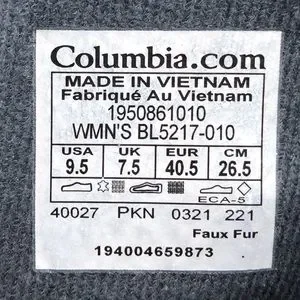 Columbia.com
MADE IN VIETNAM
Fabriqué Au Vietnam
1950861010
WMN'S BL5217-010
USA UK EUR CM
9.5 7.5 40.5 26.5
ECA-5
40027 PKN 0321 221
Faux Fur
194004659873